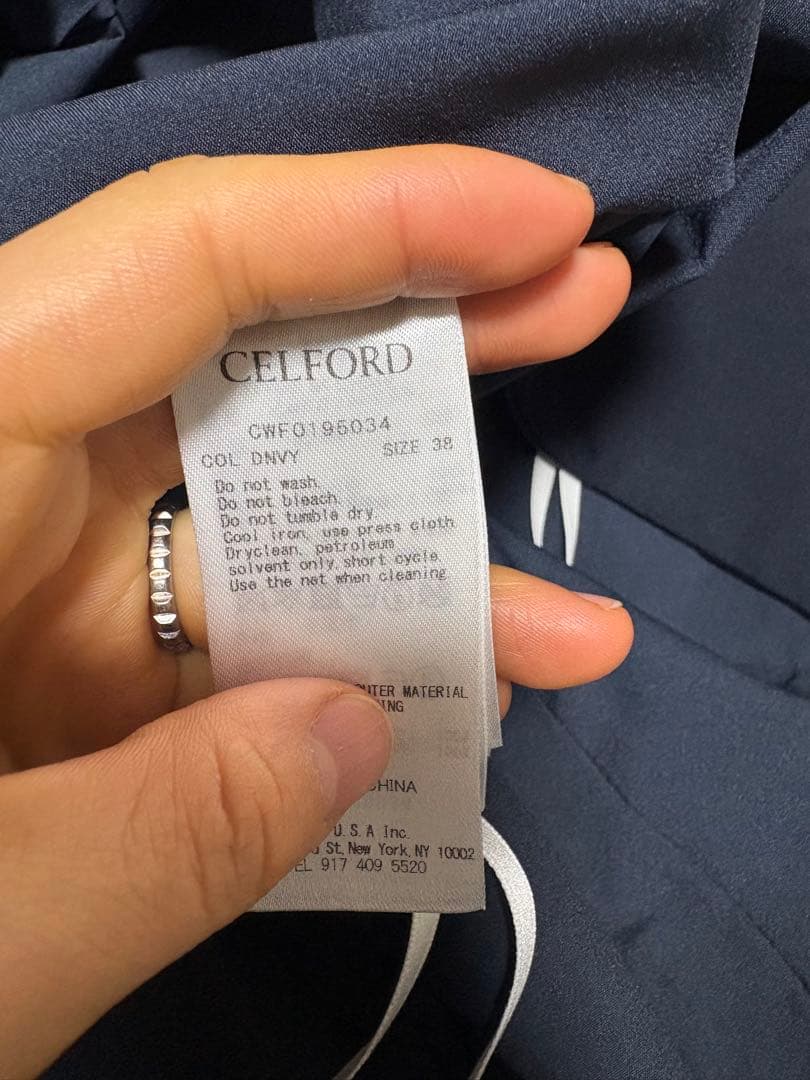 CELFORD
CWF0195034
COL DNVY SIZE 38
Do not wash
Do not bleach
Do not tumble dry
Cool iron, use press cloth
Dryclean, petroleum
solvent only, short cycle
Use the net when cleaning
MATERIAL
CHINA
U.S.A Inc.
St, New York, NY 10002
917 409 5520